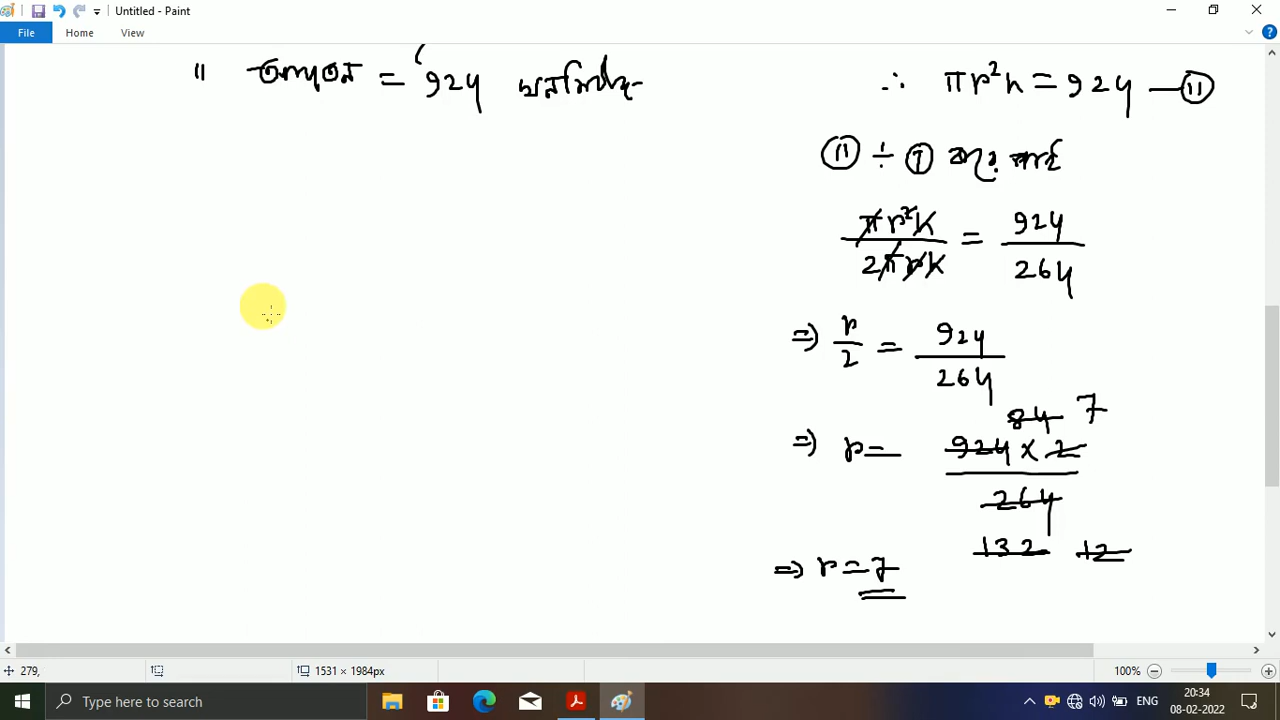 Untitled - Paint
File Home View
" আয়তন = 924 ঘনমিটার
∴ πr²h = 924 — (II)
(II) ÷ (I)
πr²h / 2πrh = 924 / 264
⇒ r/2 = 924 / 264
84 7
⇒ r = 924 × 2 / 264
132 12
⇒ r = 7
279,
1531 × 1984px
100%
Type here to search
ENG
20:34
08-02-2022